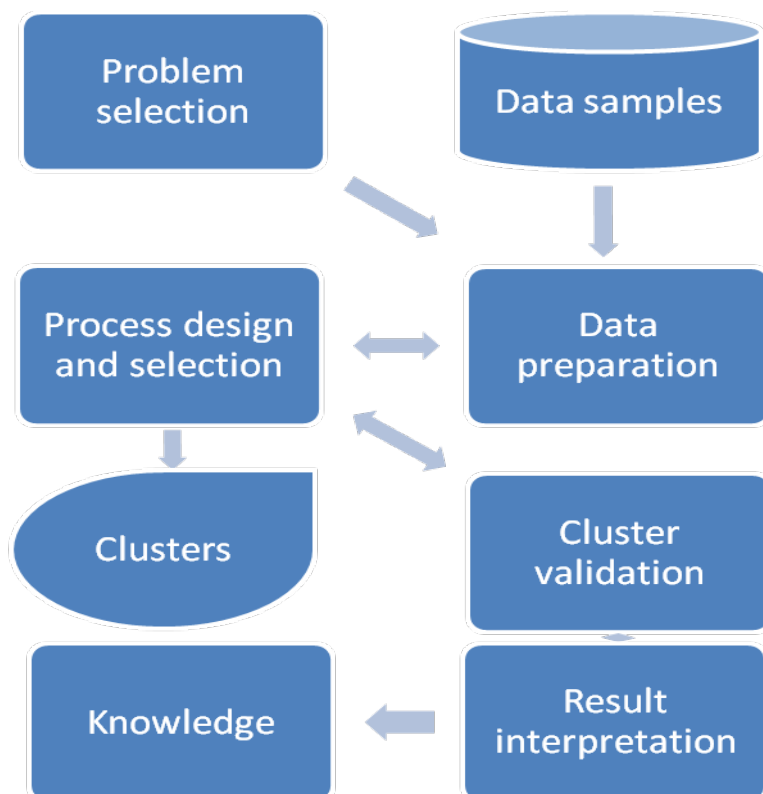 Problem
selection
Data samples
Process design
and selection
Data
preparation
Clusters
Cluster
validation
Knowledge
Result
interpretation